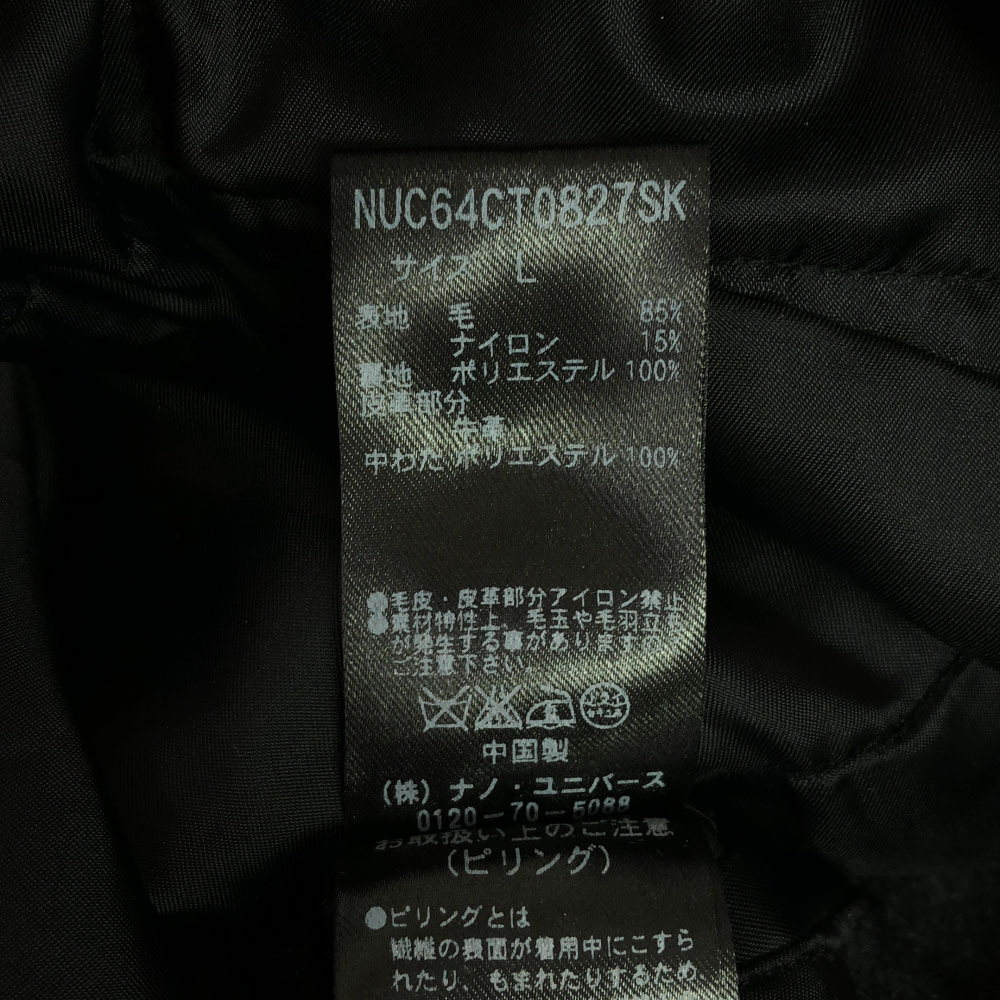 NUC64CT0827SK
サイズ L
表地 毛 85%
ナイロン 15%
裏地 ポリエステル 100%
皮革部分
牛革
中わた ポリエステル 100%
●毛皮・皮革部分アイロン禁止
●素材特性上、毛玉や毛羽立
が発生する事があります
ご注意下さい
中国製
(株) ナノ・ユニバース
0120-70-5088
お取扱い上のご注意
(ピリング)
●ピリングとは
繊維の表面が着用中にこすら
れたり、もまれたりするため、